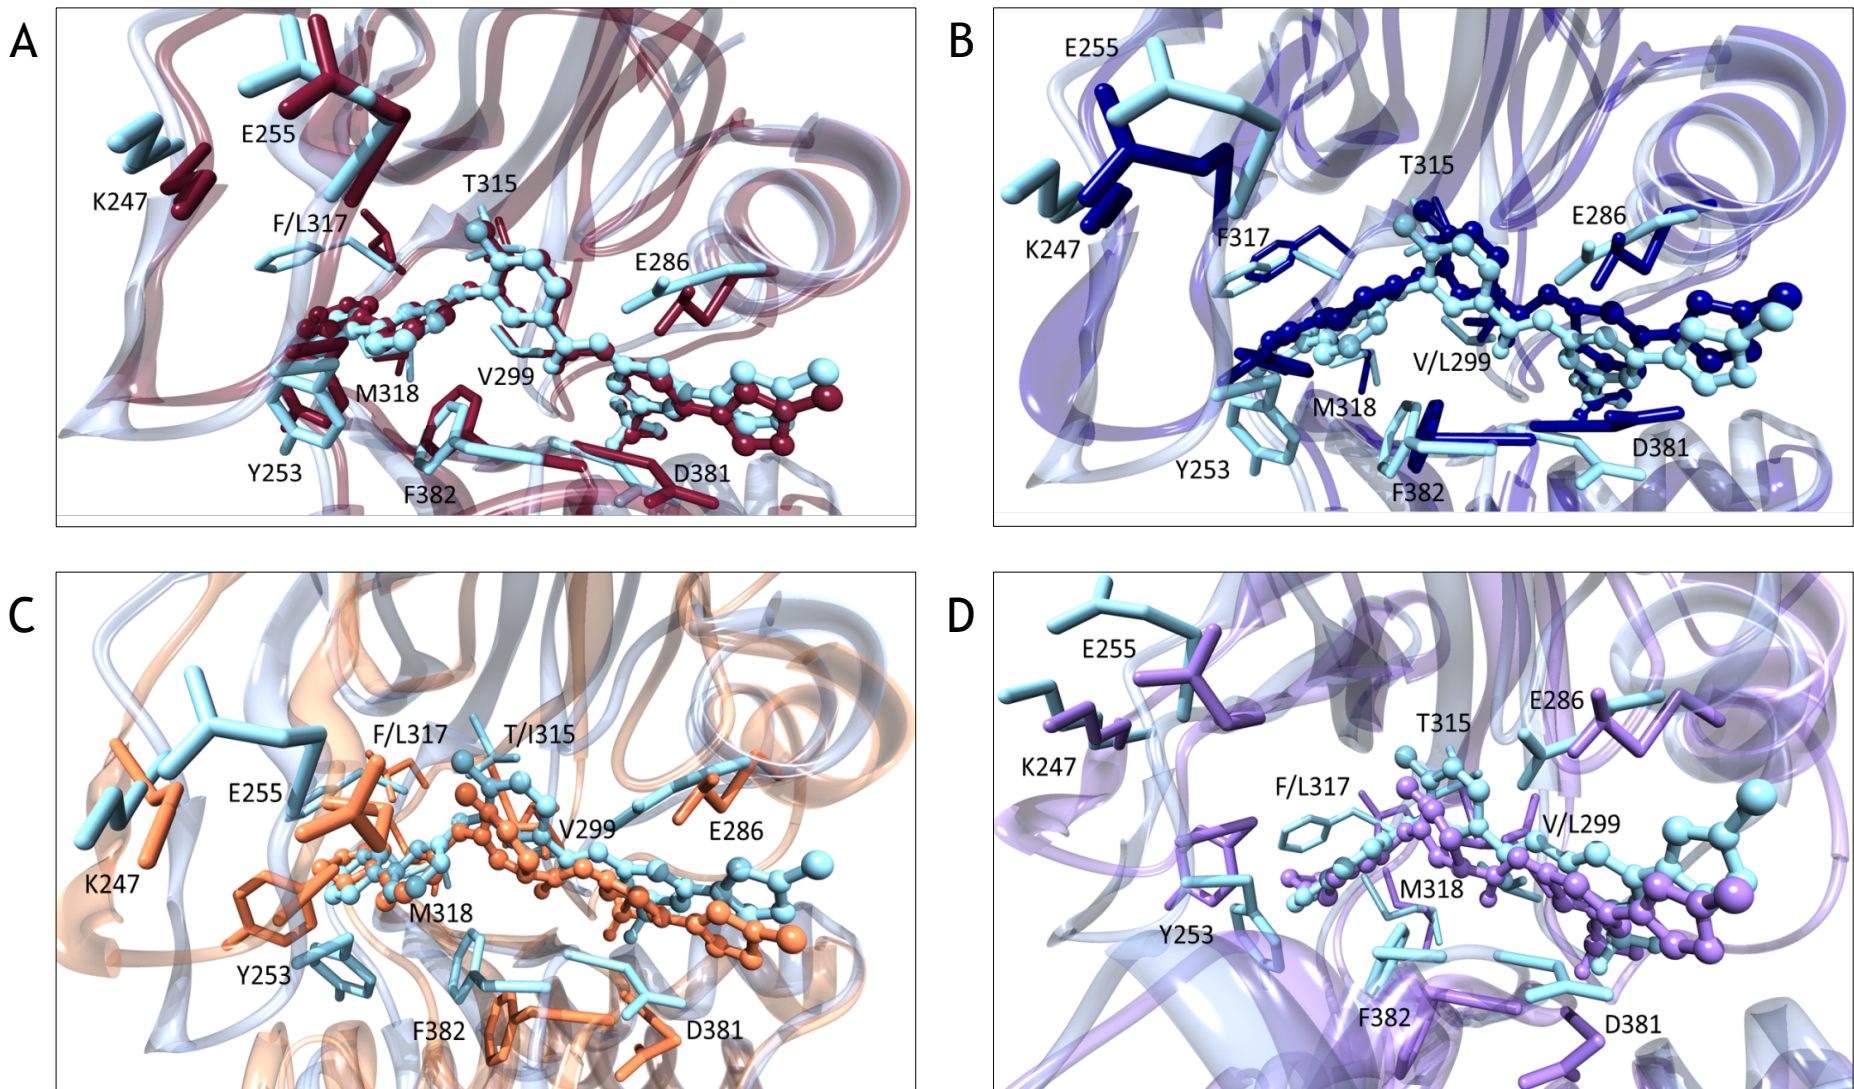 A
E255
K247
T315
F/L317
E286
V299
M318
Y253
F382
D381
B
E255
T315
E286
K247
F317
V/L299
M318
Y253
F382
D381
C
F/L317
T/I315
E255
V299
E286
K247
M318
Y253
F382
D381
D
E255
E286
T315
K247
F/L317
V/L299
M318
Y253
F382
D381